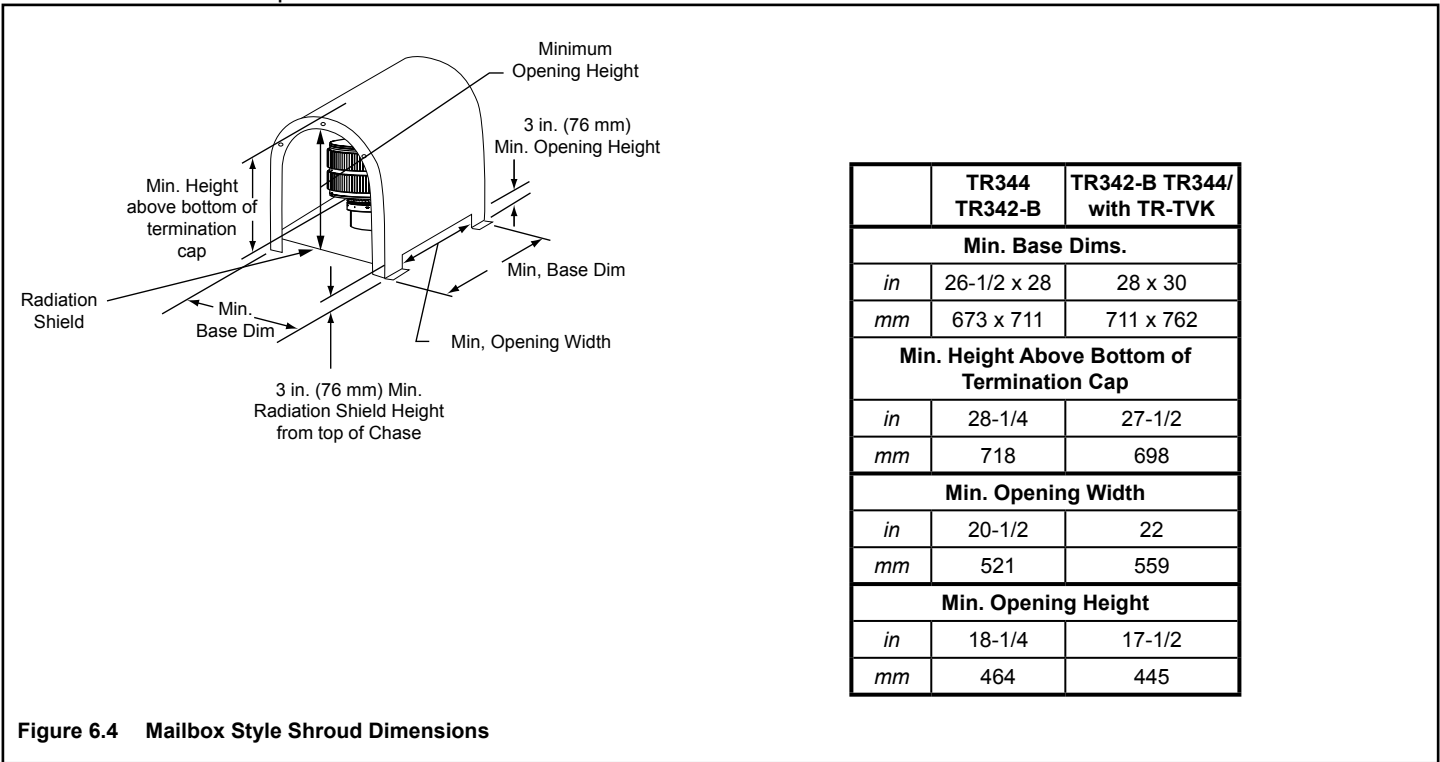 Minimum
Opening Height
3 in. (76 mm)
Min. Opening Height
Min. Height
above bottom of
termination
cap
Min, Base Dim
Radiation
Shield
Min.
Base Dim
Min, Opening Width
3 in. (76 mm) Min.
Radiation Shield Height
from top of Chase
TR344 TR342-B TR344/
TR342-B with TR-TVK
Min. Base Dims.
in 26-1/2 x 28 28 x 30
mm 673 x 711 711 x 762
Min. Height Above Bottom of
Termination Cap
in 28-1/4 27-1/2
mm 718 698
Min. Opening Width
in 20-1/2 22
mm 521 559
Min. Opening Height
in 18-1/4 17-1/2
mm 464 445
Figure 6.4 Mailbox Style Shroud Dimensions